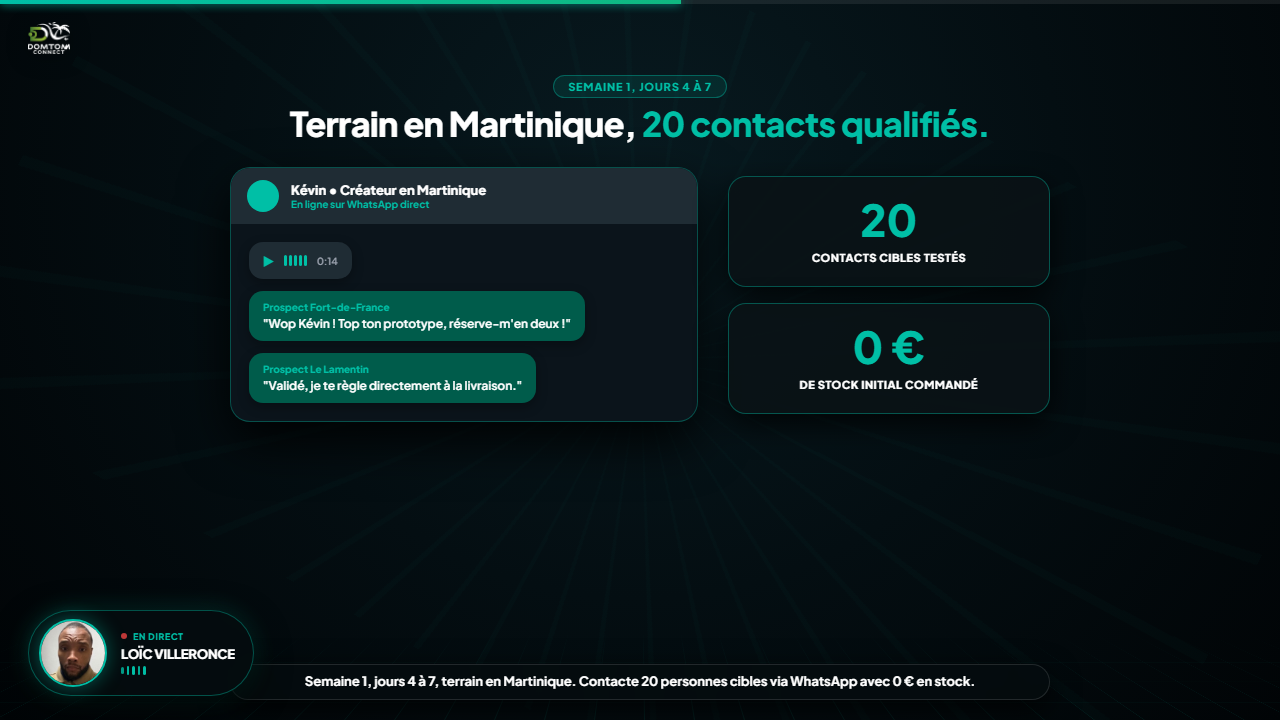 DOMTOM
CONNECT
SEMAINE 1, JOURS 4 À 7
Terrain en Martinique, 20 contacts qualifiés.
Kévin ● Créateur en Martinique
En ligne sur WhatsApp direct
0:14
Prospect Fort-de-France
"Wop Kévin ! Top ton prototype, réserve-m'en deux !"
Prospect Le Lamentin
"Validé, je te règle directement à la livraison."
20
CONTACTS CIBLES TESTÉS
0 €
DE STOCK INITIAL COMMANDÉ
EN DIRECT
LOÏC VILLERONCE
Semaine 1, jours 4 à 7, terrain en Martinique. Contacte 20 personnes cibles via WhatsApp avec 0 € en stock.